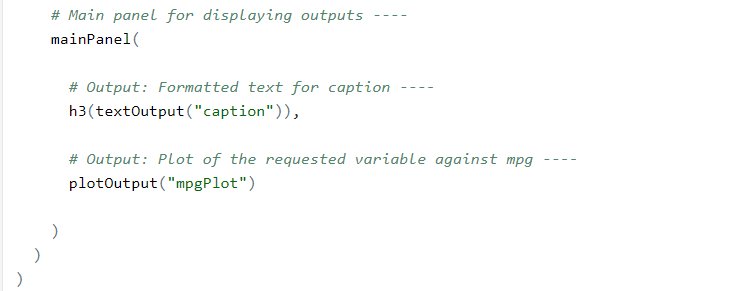 # Main panel for displaying outputs ----
mainPanel(
# Output: Formatted text for caption ----
h3(textOutput("caption")),
# Output: Plot of the requested variable against mpg ----
plotOutput("mpgPlot")
)
)
)